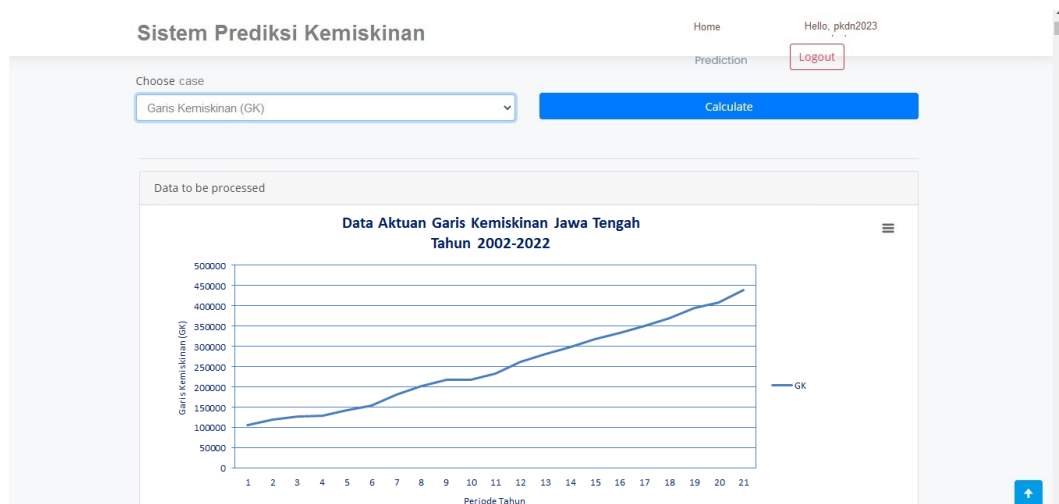 Sistem Prediksi Kemiskinan
Home
Hello, pkdn2023
Prediction
Logout
Choose case
Garis Kemiskinan (GK)
Calculate
Data to be processed
Data Aktuan Garis Kemiskinan Jawa Tengah
Tahun 2002-2022
500000
450000
400000
350000
300000
250000
200000
150000
100000
50000
0
Garis Kemiskinan (GK)
1 2 3 4 5 6 7 8 9 10 11 12 13 14 15 16 17 18 19 20 21
Periode Tahun
GK